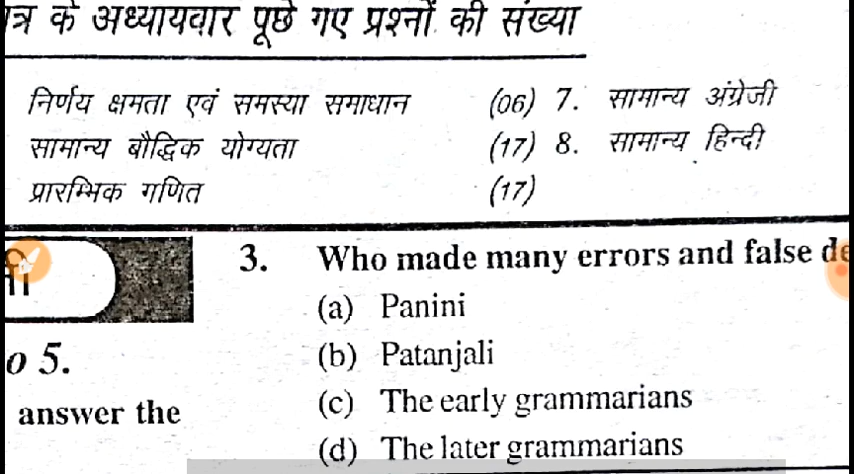 के अध्यायवार पूछे गए प्रश्नों की संख्या
निर्णय क्षमता एवं समस्या समाधान (06) 7. सामान्य अंग्रेजी
सामान्य बौद्धिक योग्यता (17) 8. सामान्य हिन्दी
प्रारम्भिक गणित (17)
3. Who made many errors and false
(a) Panini
o 5.
(b) Patanjali
answer the
(c) The early grammarians
(d) The later grammarians